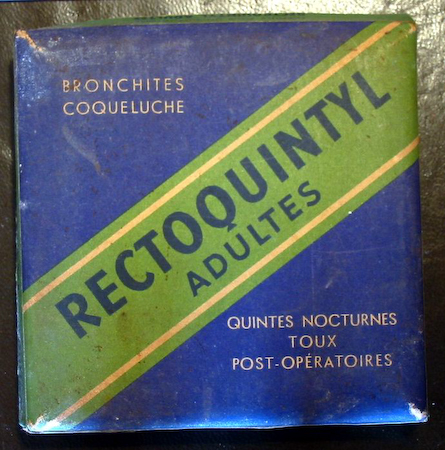 BRONCHITES
COQUELUCHE
RECTOQUINTYL
ADULTES
QUINTES NOCTURNES
TOUX
POST-OPÉRATOIRES